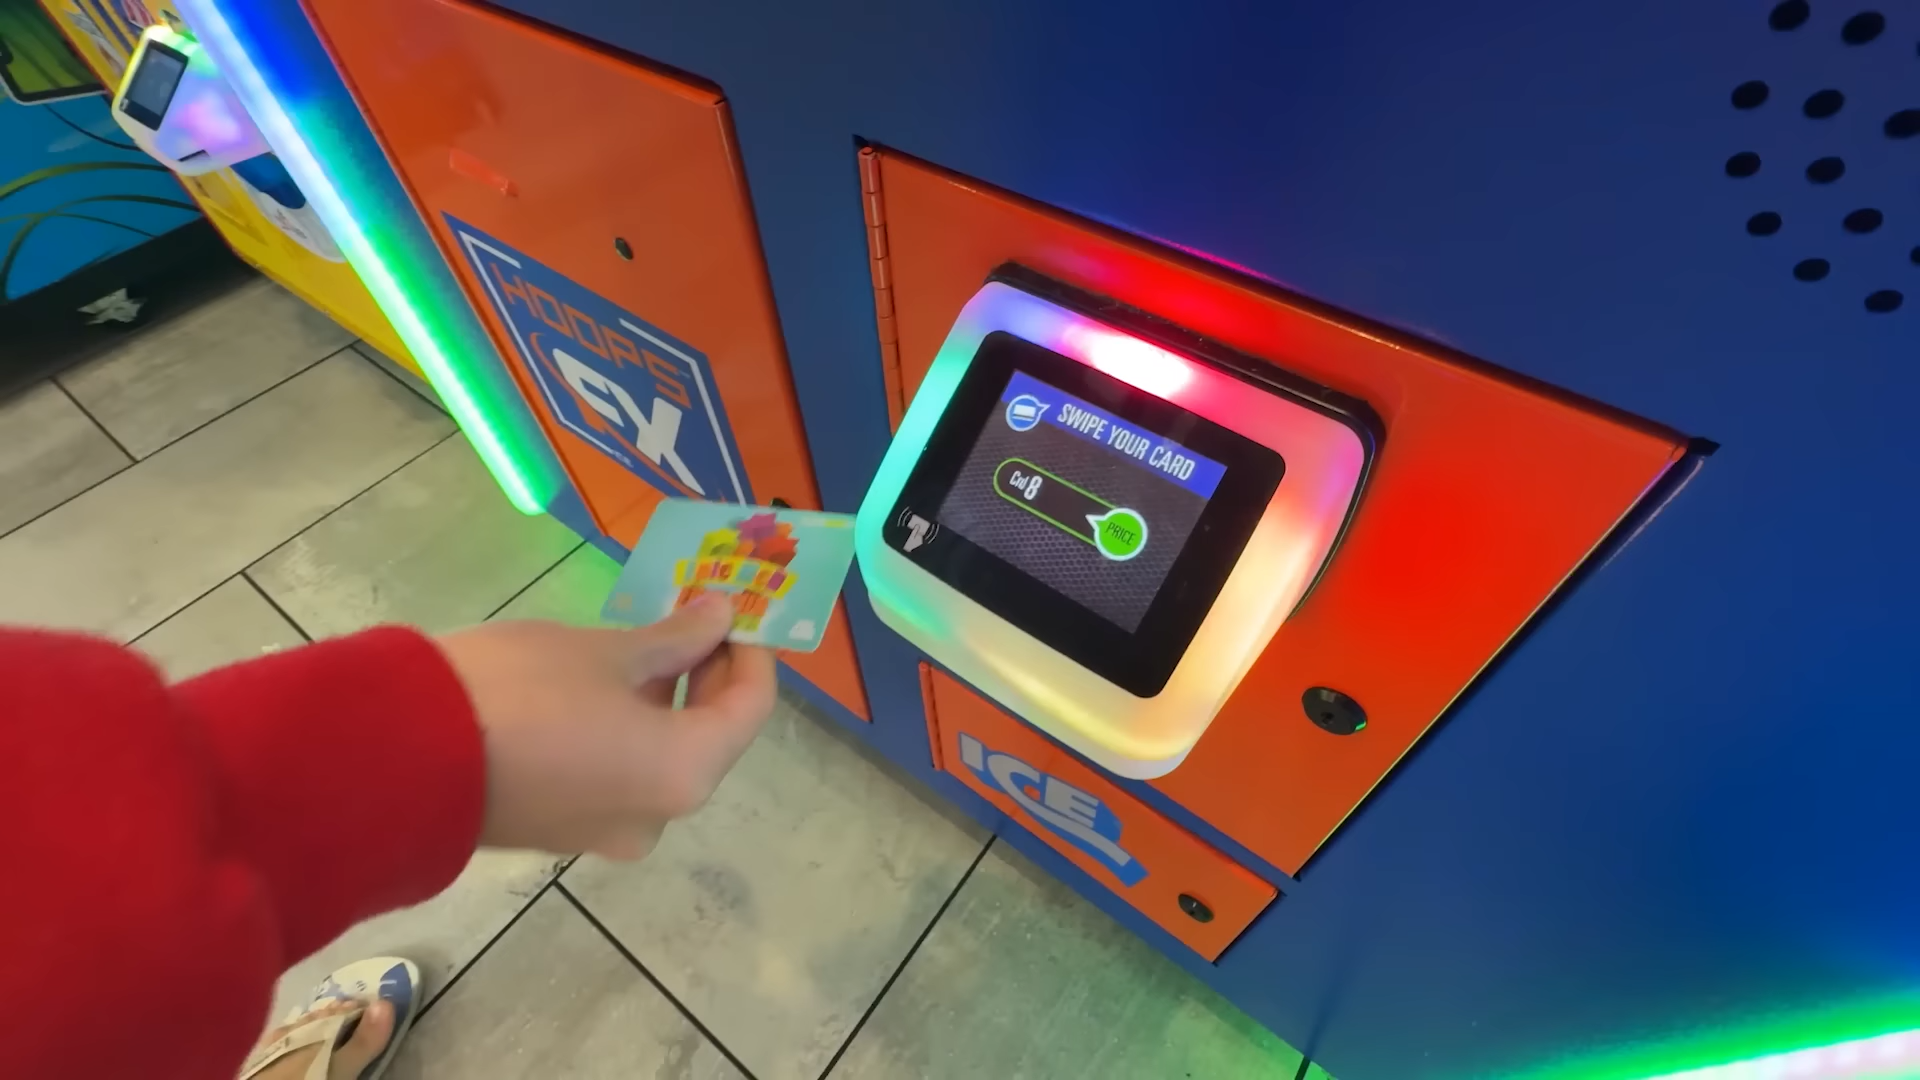 HOOPS
FX
SWIPE YOUR CARD
Crd 8
PRICE
ICE